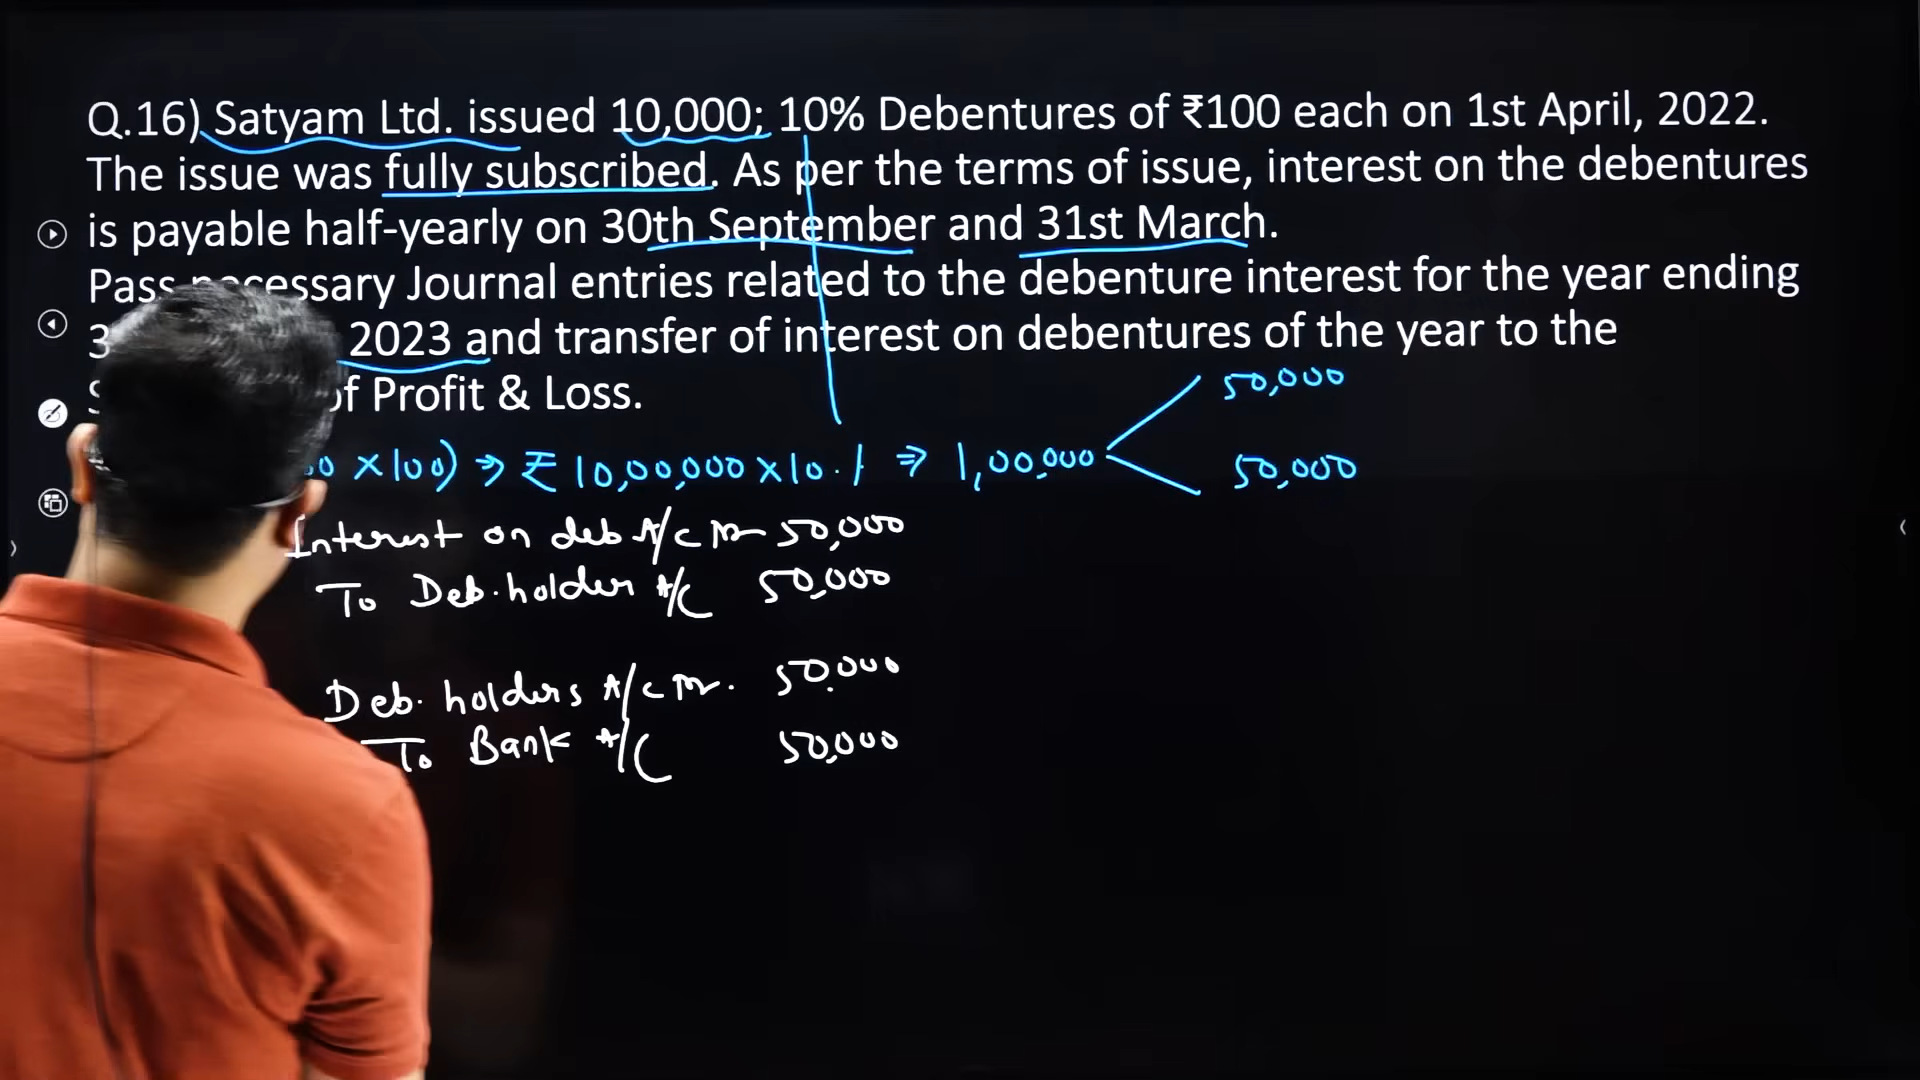 Q.16) Satyam Ltd. issued 10,000; 10% Debentures of ₹100 each on 1st April, 2022.
The issue was fully subscribed. As per the terms of issue, interest on the debentures
is payable half-yearly on 30th September and 31st March.
Pass necessary Journal entries related to the debenture interest for the year ending
2023 and transfer of interest on debentures of the year to the
of Profit & Loss.
50,000
×100) ⇒ ₹ 10,00,000 ×10% ⇒ 1,00,000
50,000
Interest on deb A/c Dr 50,000
To Deb.holder A/C 50,000
Deb. holders A/c Dr. 50,000
To Bank A/C 50,000